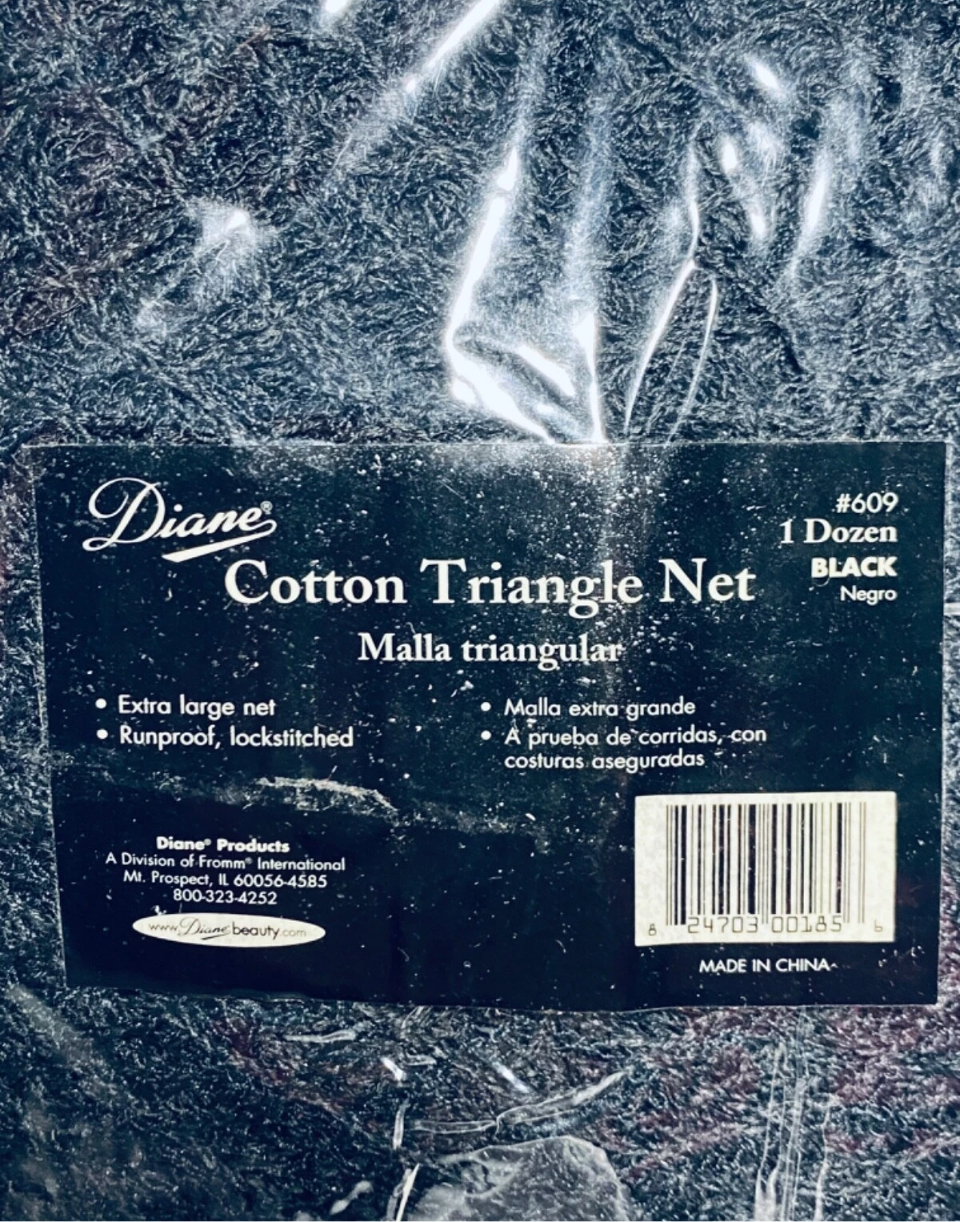 Diane®
#609
1 Dozen
BLACK
Negro
Cotton Triangle Net
Malla triangular
• Extra large net
• Runproof, lockstitched
• Malla extra grande
• A prueba de corridas, con
costuras aseguradas
Diane® Products
A Division of Fromm® International
Mt. Prospect, IL 60056-4585
800-323-4252
www.Dianebeauty.com
8 24703 00185 6
MADE IN CHINA